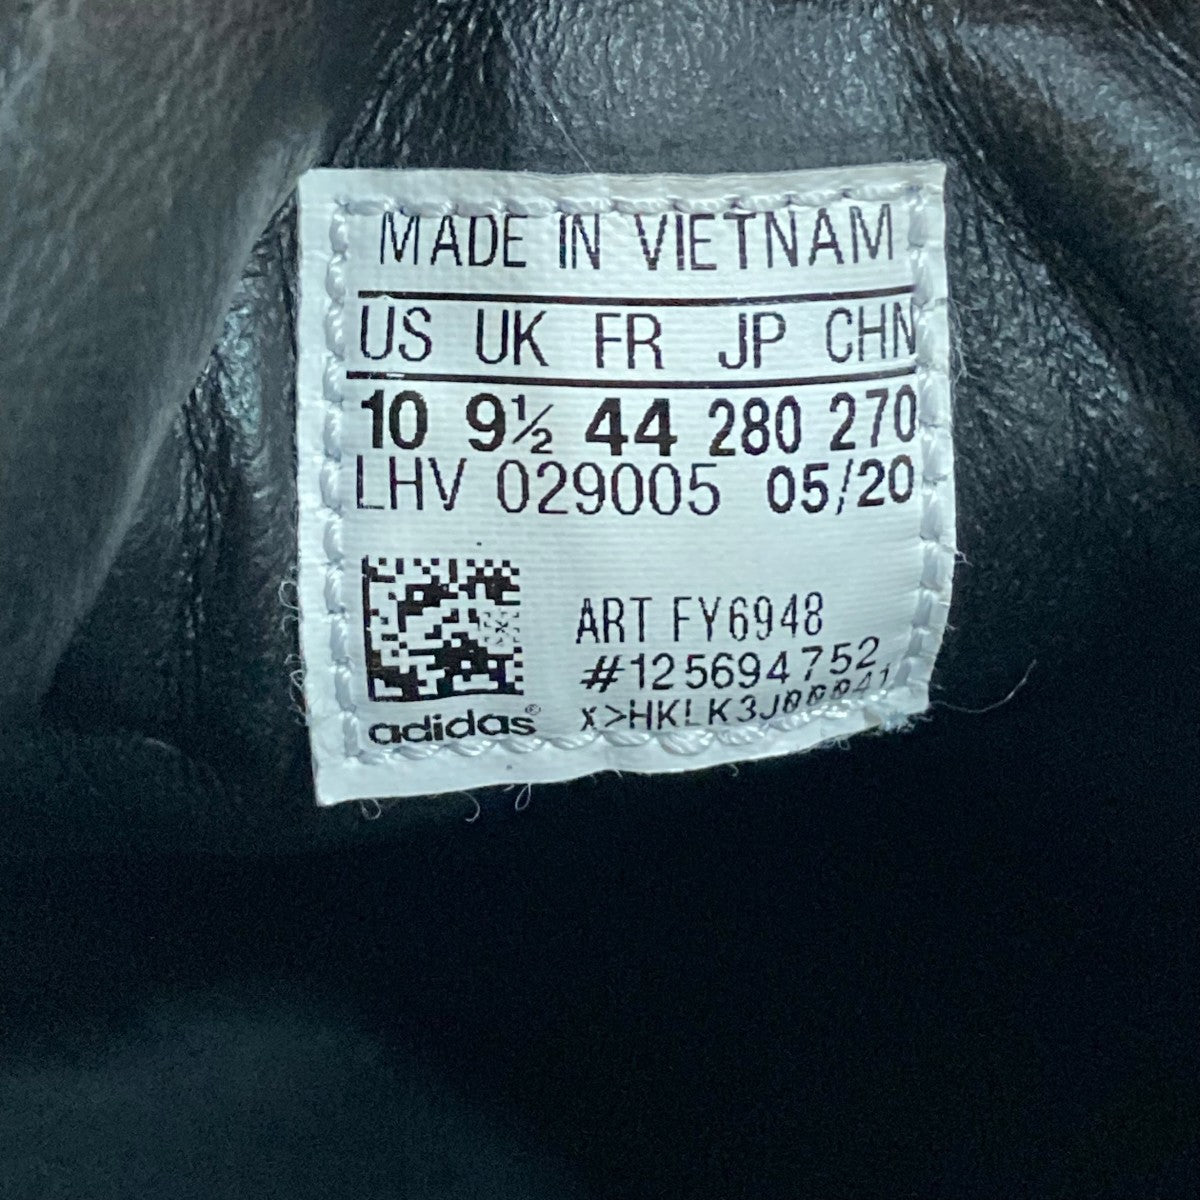 MADE IN VIETNAM
US UK FR JP CHN
10 9½ 44 280 270
LHV 029005 05/20
ART FY6948
#125694752
adidas®